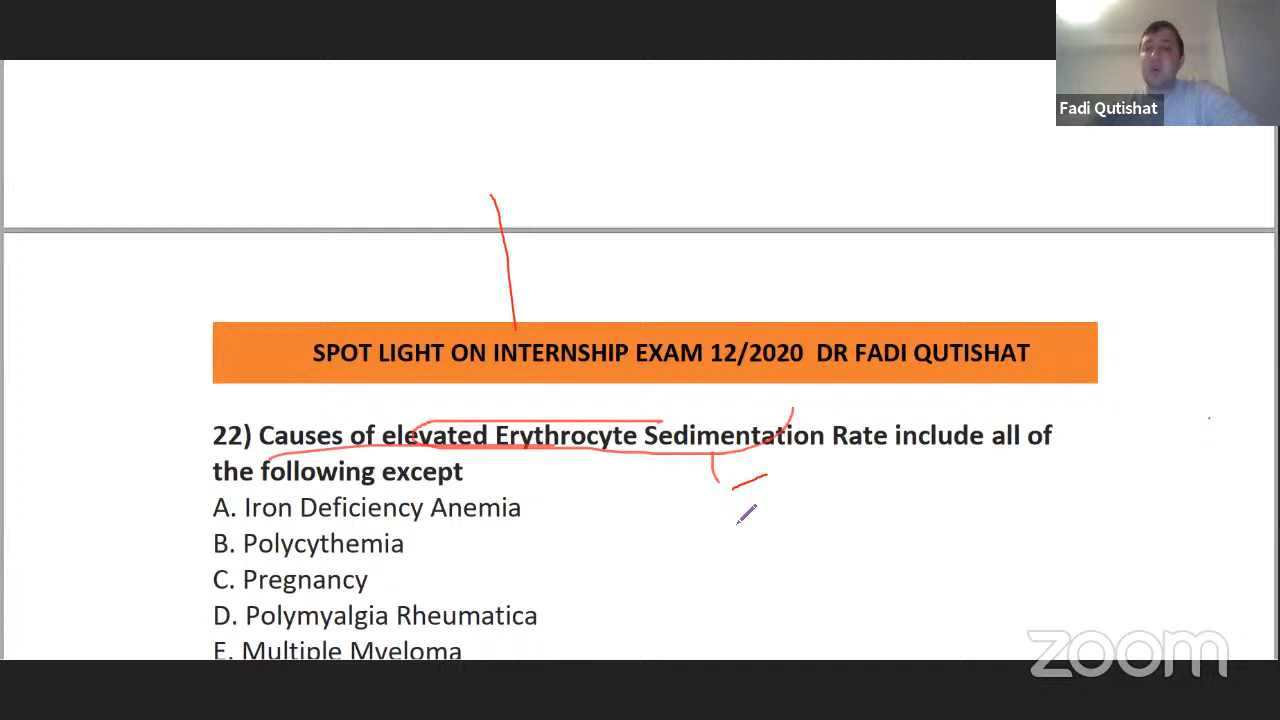 Fadi Qutishat
SPOT LIGHT ON INTERNSHIP EXAM 12/2020 DR FADI QUTISHAT
22) Causes of elevated Erythrocyte Sedimentation Rate include all of
the following except
A. Iron Deficiency Anemia
B. Polycythemia
C. Pregnancy
D. Polymyalgia Rheumatica
E. Multiple Myeloma
zoom